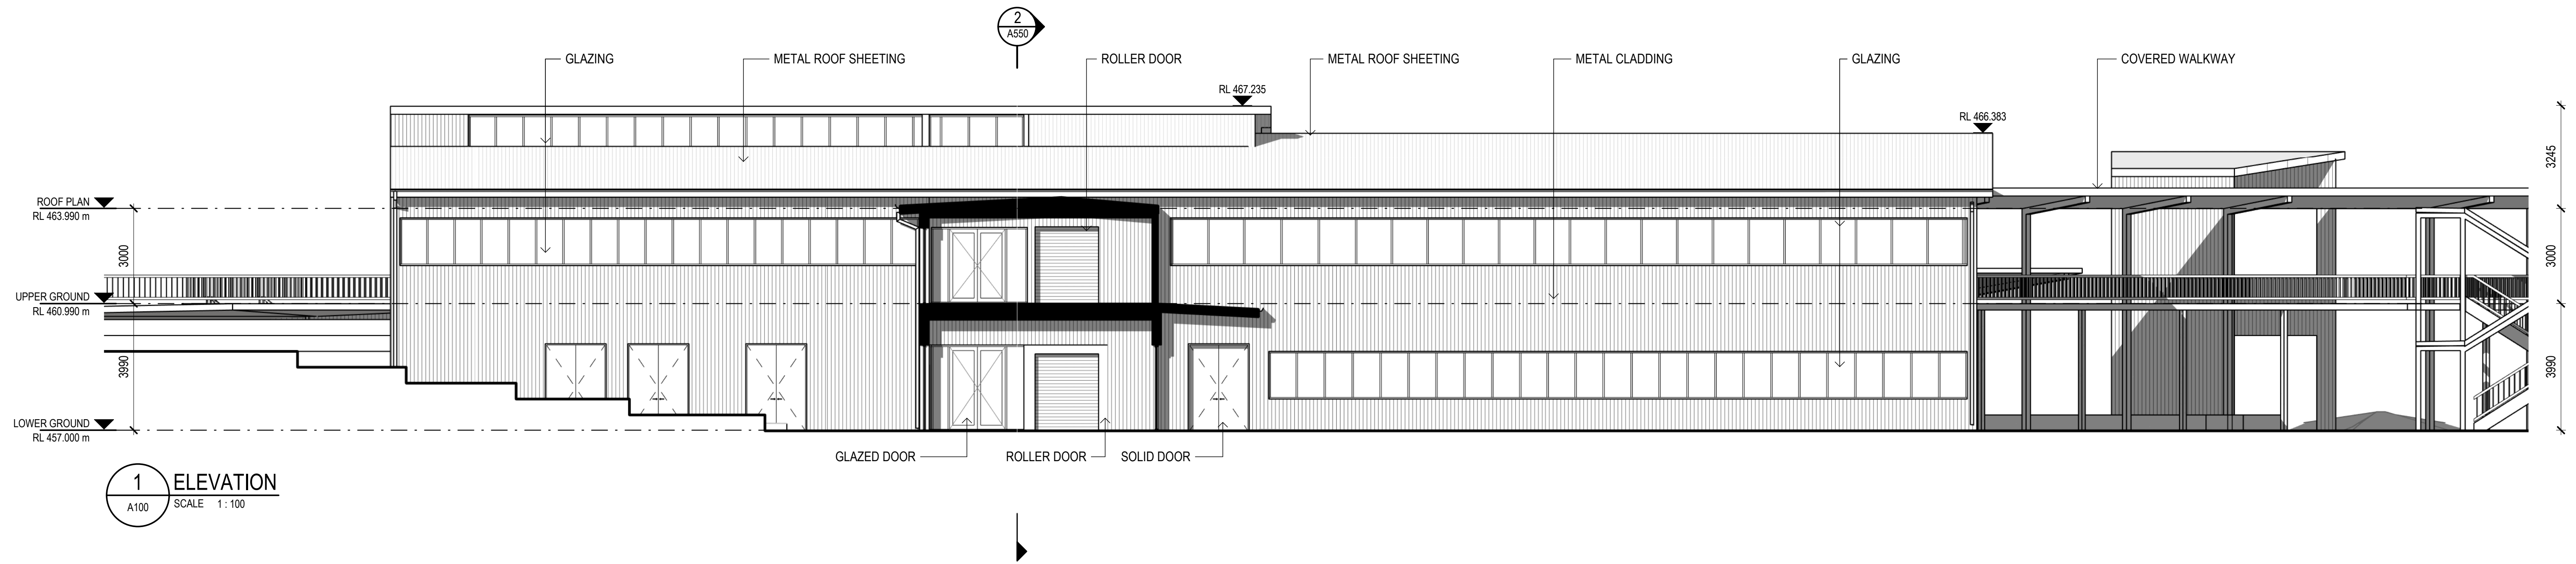 2
A550
GLAZING
METAL ROOF SHEETING
ROLLER DOOR
METAL ROOF SHEETING
METAL CLADDING
GLAZING
COVERED WALKWAY
RL 467.235
RL 466.383
3245
ROOF PLAN
RL 463.990 m
3000
3000
UPPER GROUND
RL 460.990 m
3990
3990
LOWER GROUND
RL 457.000 m
GLAZED DOOR
ROLLER DOOR
SOLID DOOR
1
A100
ELEVATION
SCALE 1 : 100